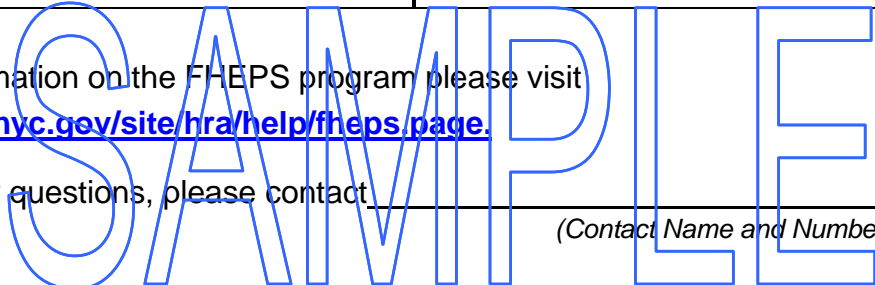 mation on the FHEPS program please visit
nyc.gov/site/hra/help/fheps.page.
questions, please contact
(Contact Name and Numbe
SAMPLE